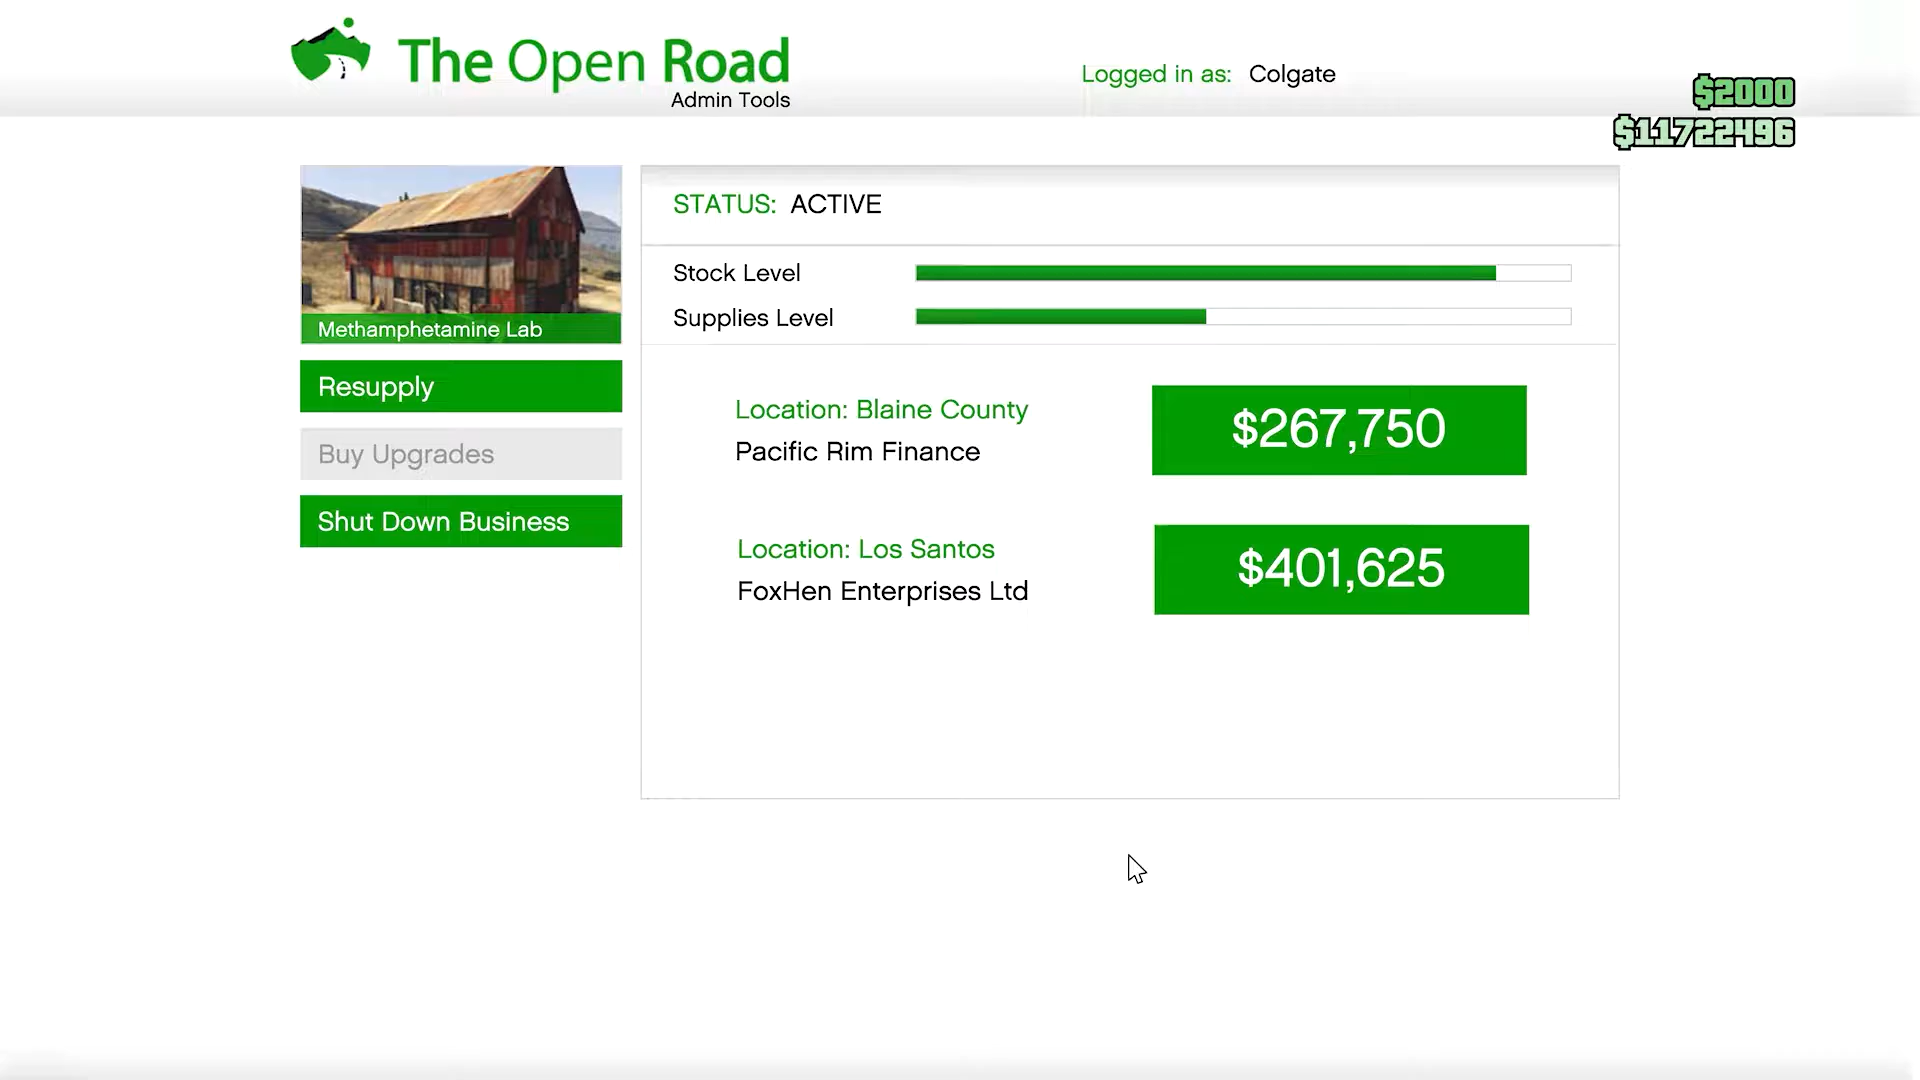 The Open Road
Admin Tools
Logged in as: Colgate
$2000
$11722496
Methamphetamine Lab
Resupply
Buy Upgrades
Shut Down Business
STATUS: ACTIVE
Stock Level
Supplies Level
Location: Blaine County
Pacific Rim Finance
$267,750
Location: Los Santos
FoxHen Enterprises Ltd
$401,625